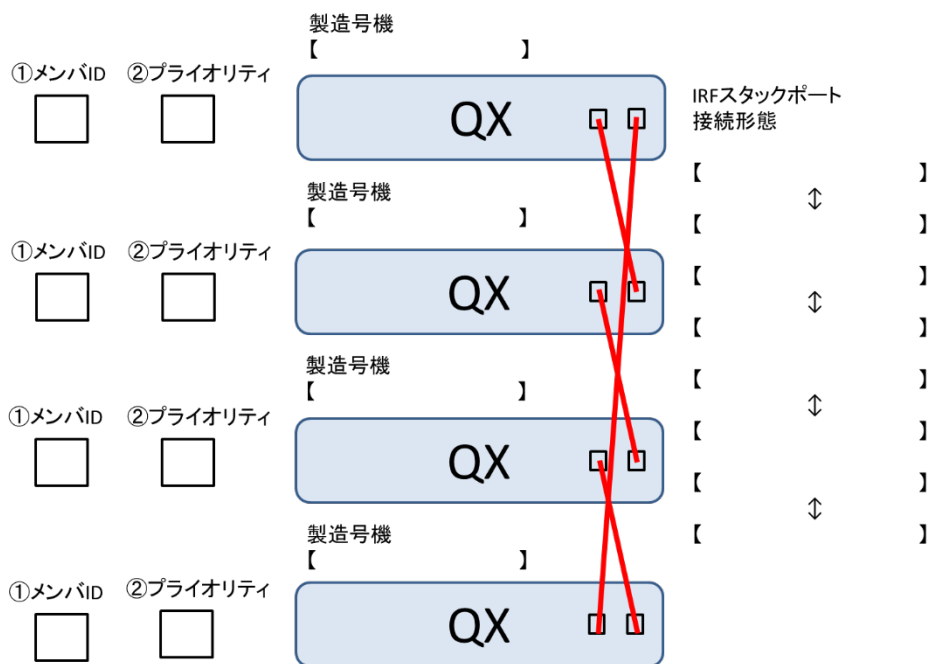 製造号機
【　】
①メンバID ②プライオリティ
QX
IRFスタックポート
接続形態
製造号機
【　】
①メンバID ②プライオリティ
QX
【　】
↕
【　】
【　】
↕
【　】
製造号機
【　】
①メンバID ②プライオリティ
QX
【　】
↕
【　】
【　】
↕
【　】
製造号機
【　】
①メンバID ②プライオリティ
QX